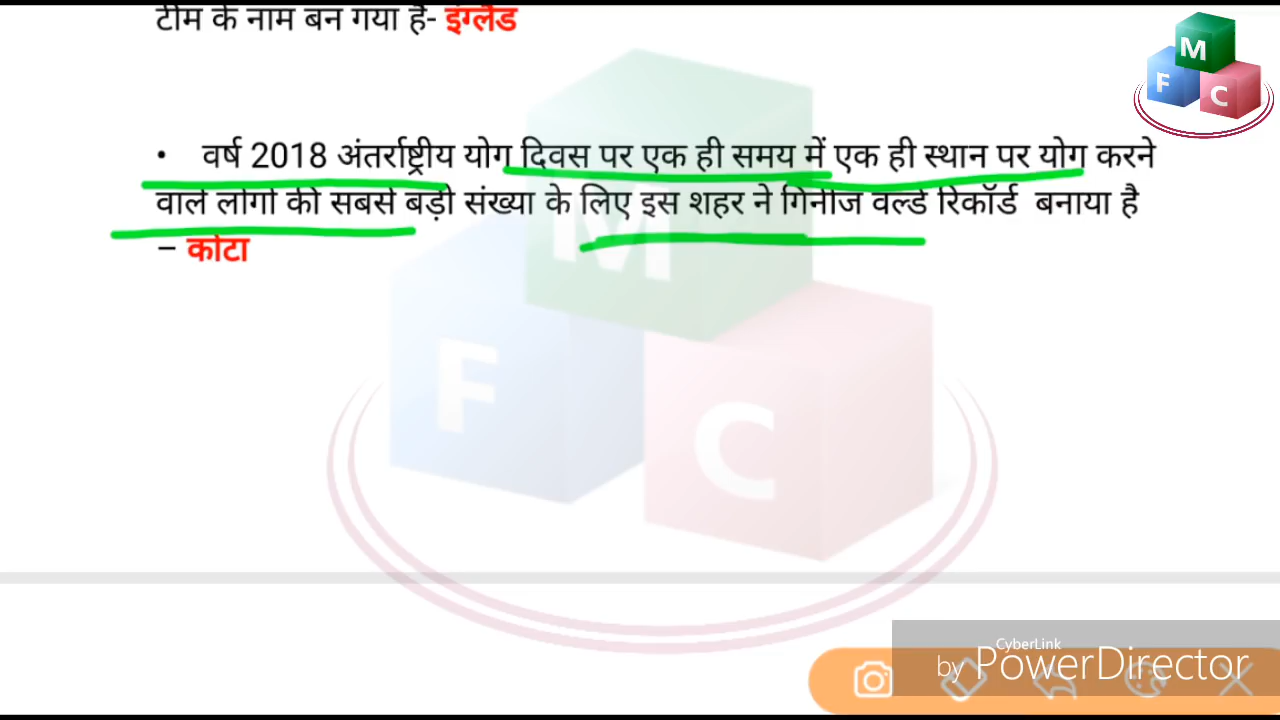 टीम के नाम बन गया है- इंग्लैंड
M
F
C
• वर्ष 2018 अंतर्राष्ट्रीय योग दिवस पर एक ही समय में एक ही स्थान पर योग करने
वाले लोगों की सबसे बड़ी संख्या के लिए इस शहर ने गिनीज वर्ल्ड रिकॉर्ड बनाया है
– कोटा
M
F
C
CyberLink
by PowerDirector